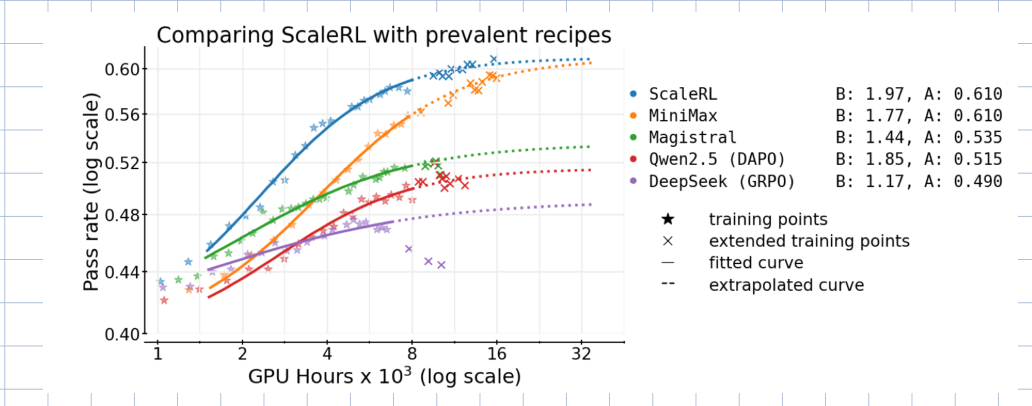 Comparing ScaleRL with prevalent recipes
Pass rate (log scale)
0.60
0.56
0.52
0.48
0.44
0.40
1 2 4 8 16 32
GPU Hours x 10³ (log scale)
ScaleRL B: 1.97, A: 0.610
MiniMax B: 1.77, A: 0.610
Magistral B: 1.44, A: 0.535
Qwen2.5 (DAPO) B: 1.85, A: 0.515
DeepSeek (GRPO) B: 1.17, A: 0.490
training points
extended training points
fitted curve
extrapolated curve